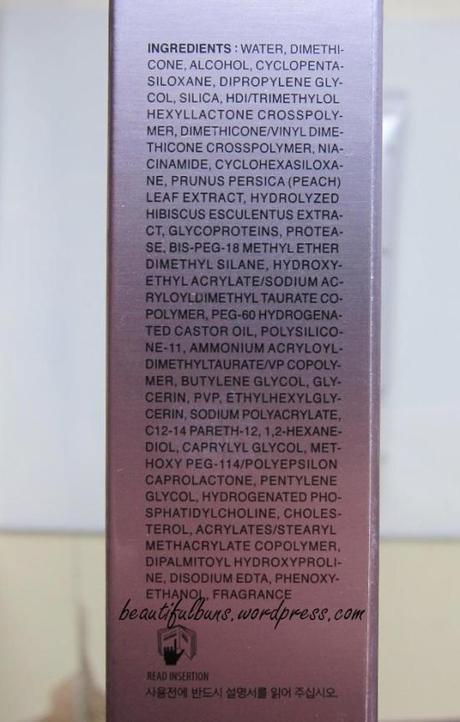 INGREDIENTS : WATER, DIMETHI-
CONE, ALCOHOL, CYCLOPENTA-
SILOXANE, DIPROPYLENE GLY-
COL, SILICA, HDI/TRIMETHYLOL
HEXYLLACTONE CROSSPOLY-
MER, DIMETHICONE/VINYL DIME-
THICONE CROSSPOLYMER, NIA-
CINAMIDE, CYCLOHEXASILOXA-
NE, PRUNUS PERSICA (PEACH)
LEAF EXTRACT, HYDROLYZED
HIBISCUS ESCULENTUS EXTRA-
CT, GLYCOPROTEINS, PROTEA-
SE, BIS-PEG-18 METHYL ETHER
DIMETHYL SILANE, HYDROXY-
ETHYL ACRYLATE/SODIUM AC-
RYLOYLDIMETHYL TAURATE CO-
POLYMER, PEG-60 HYDROGENA-
TED CASTOR OIL, POLYSILICO-
NE-11, AMMONIUM ACRYLOYL-
DIMETHYLTAURATE/VP COPOLY-
MER, BUTYLENE GLYCOL, GLY-
CERIN, PVP, ETHYLHEXYLGLY-
CERIN, SODIUM POLYACRYLATE,
C12-14 PARETH-12, 1,2-HEXANE-
DIOL, CAPRYLYL GLYCOL, MET-
HOXY PEG-114/POLYEPSILON
CAPROLACTONE, PENTYLENE
GLYCOL, HYDROGENATED PHO-
SPHATIDYLCHOLINE, CHOLES-
TEROL, ACRYLATES/STEARYL
METHACRYLATE COPOLYMER,
DIPALMITOYL HYDROXYPROLI-
NE, DISODIUM EDTA, PHENOXY-
ETHANOL, FRAGRANCE
beautifulbuns.wordpress.com
READ INSERTION
사용전에 반드시 설명서를 읽어 주십시오.